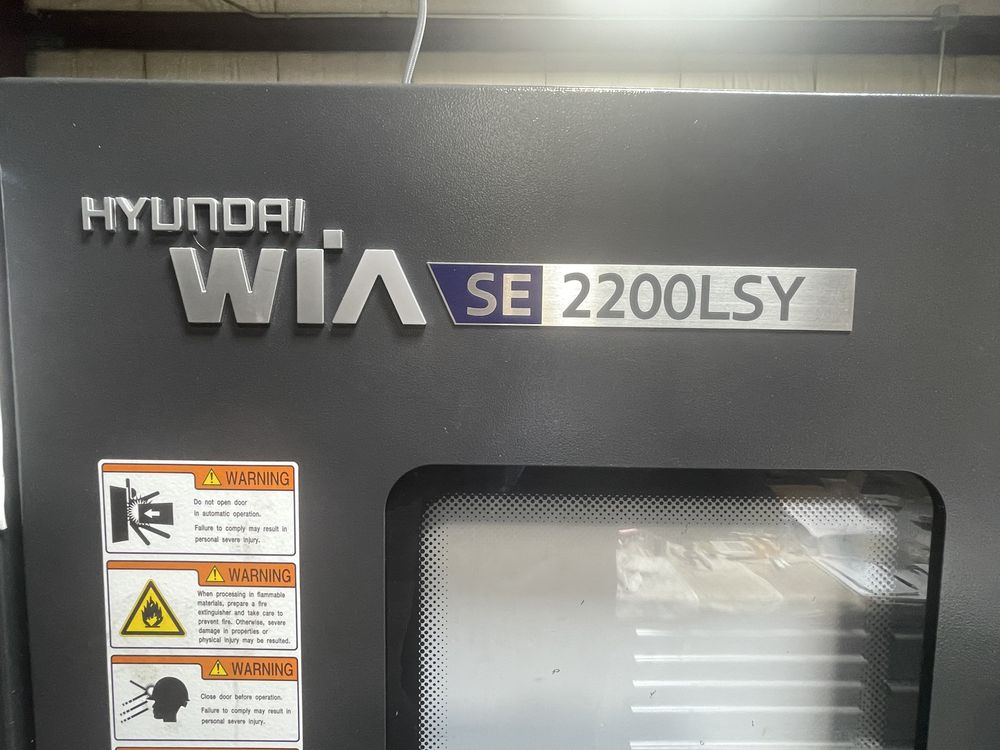 HYUNDAI
WIA
SE 2200LSY
WARNING
Do not open door
in automatic operation.
Failure to comply may result in
personal severe injury.
WARNING
When processing in flammable
materials, prepare a fire
extinguisher and take care to
prevent fire. Otherwise, severe
damage in properties or
physical injury may be resulted.
WARNING
Close door before operation.
Failure to comply may result in
personal severe injury.